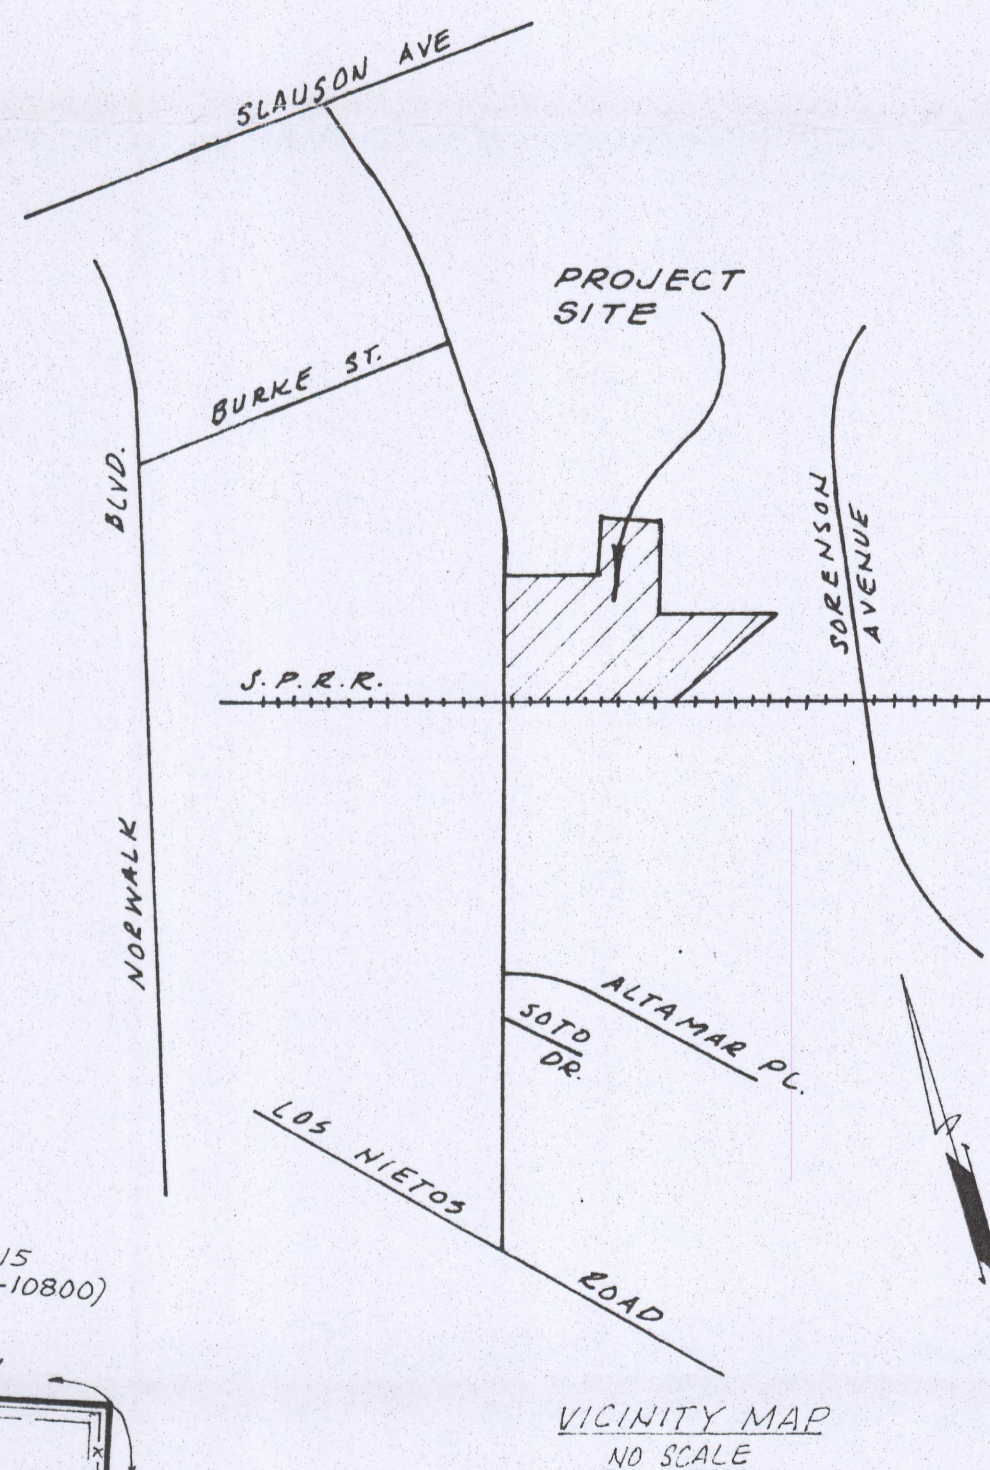 SLAUSON AVE
PROJECT
SITE
BURKE ST.
NORWALK BLVD.
SORENSON
AVENUE
S.P.R.R.
ALTAMAR PL.
SOTO
DR.
LOS NIETOS ROAD
N
15
-10800)
X
VICINITY MAP
NO SCALE